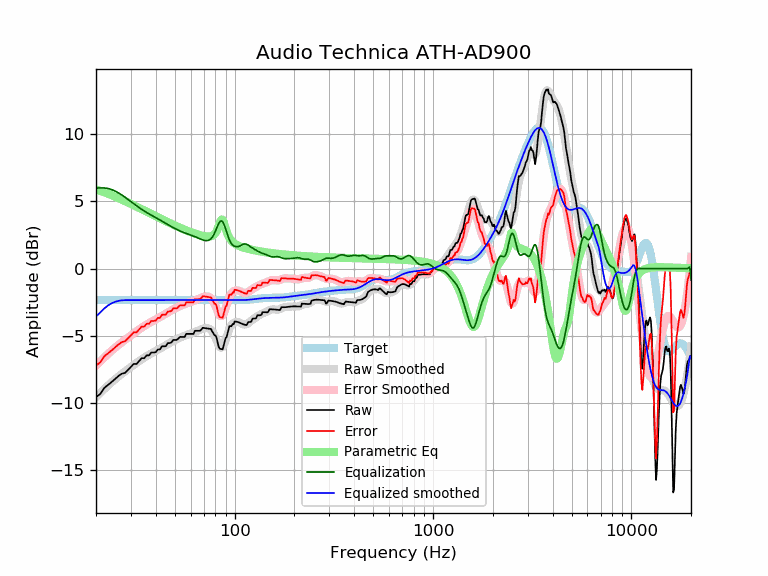 Audio Technica ATH-AD900
Amplitude (dBr)
10
5
0
−5
−10
−15
Target
Raw Smoothed
Error Smoothed
Raw
Error
Parametric Eq
Equalization
Equalized smoothed
100
1000
10000
Frequency (Hz)